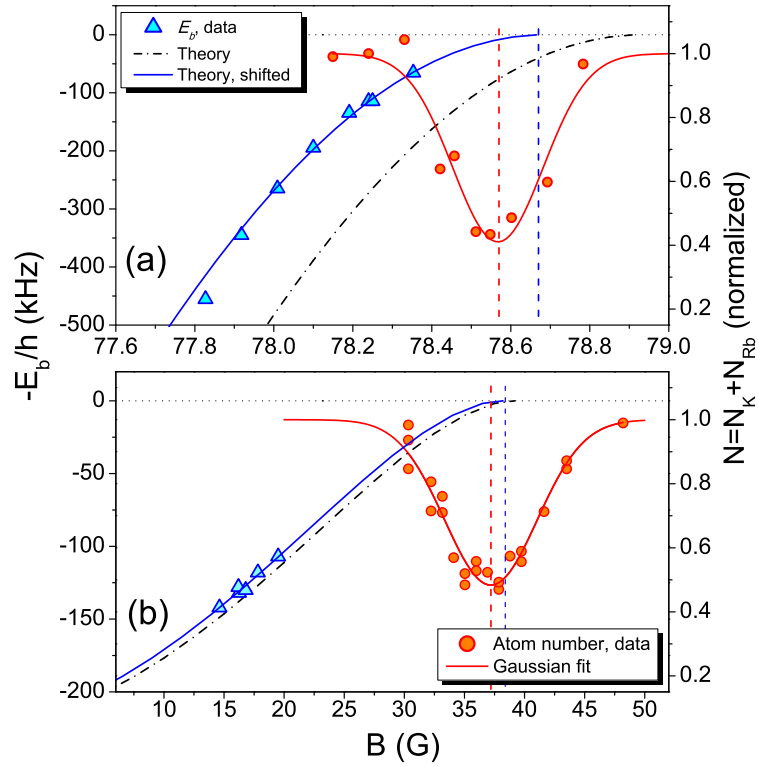 E_b, data
Theory
Theory, shifted
0
-100
-200
-300
-400
-500
1.0
0.8
0.6
0.4
0.2
(a)
77.6 77.8 78.0 78.2 78.4 78.6 78.8 79.0
-E_b/h (kHz)
N=N_K+N_Rb (normalized)
0
-50
-100
-150
-200
1.0
0.8
0.6
0.4
0.2
(b)
Atom number, data
Gaussian fit
10 15 20 25 30 35 40 45 50
B (G)